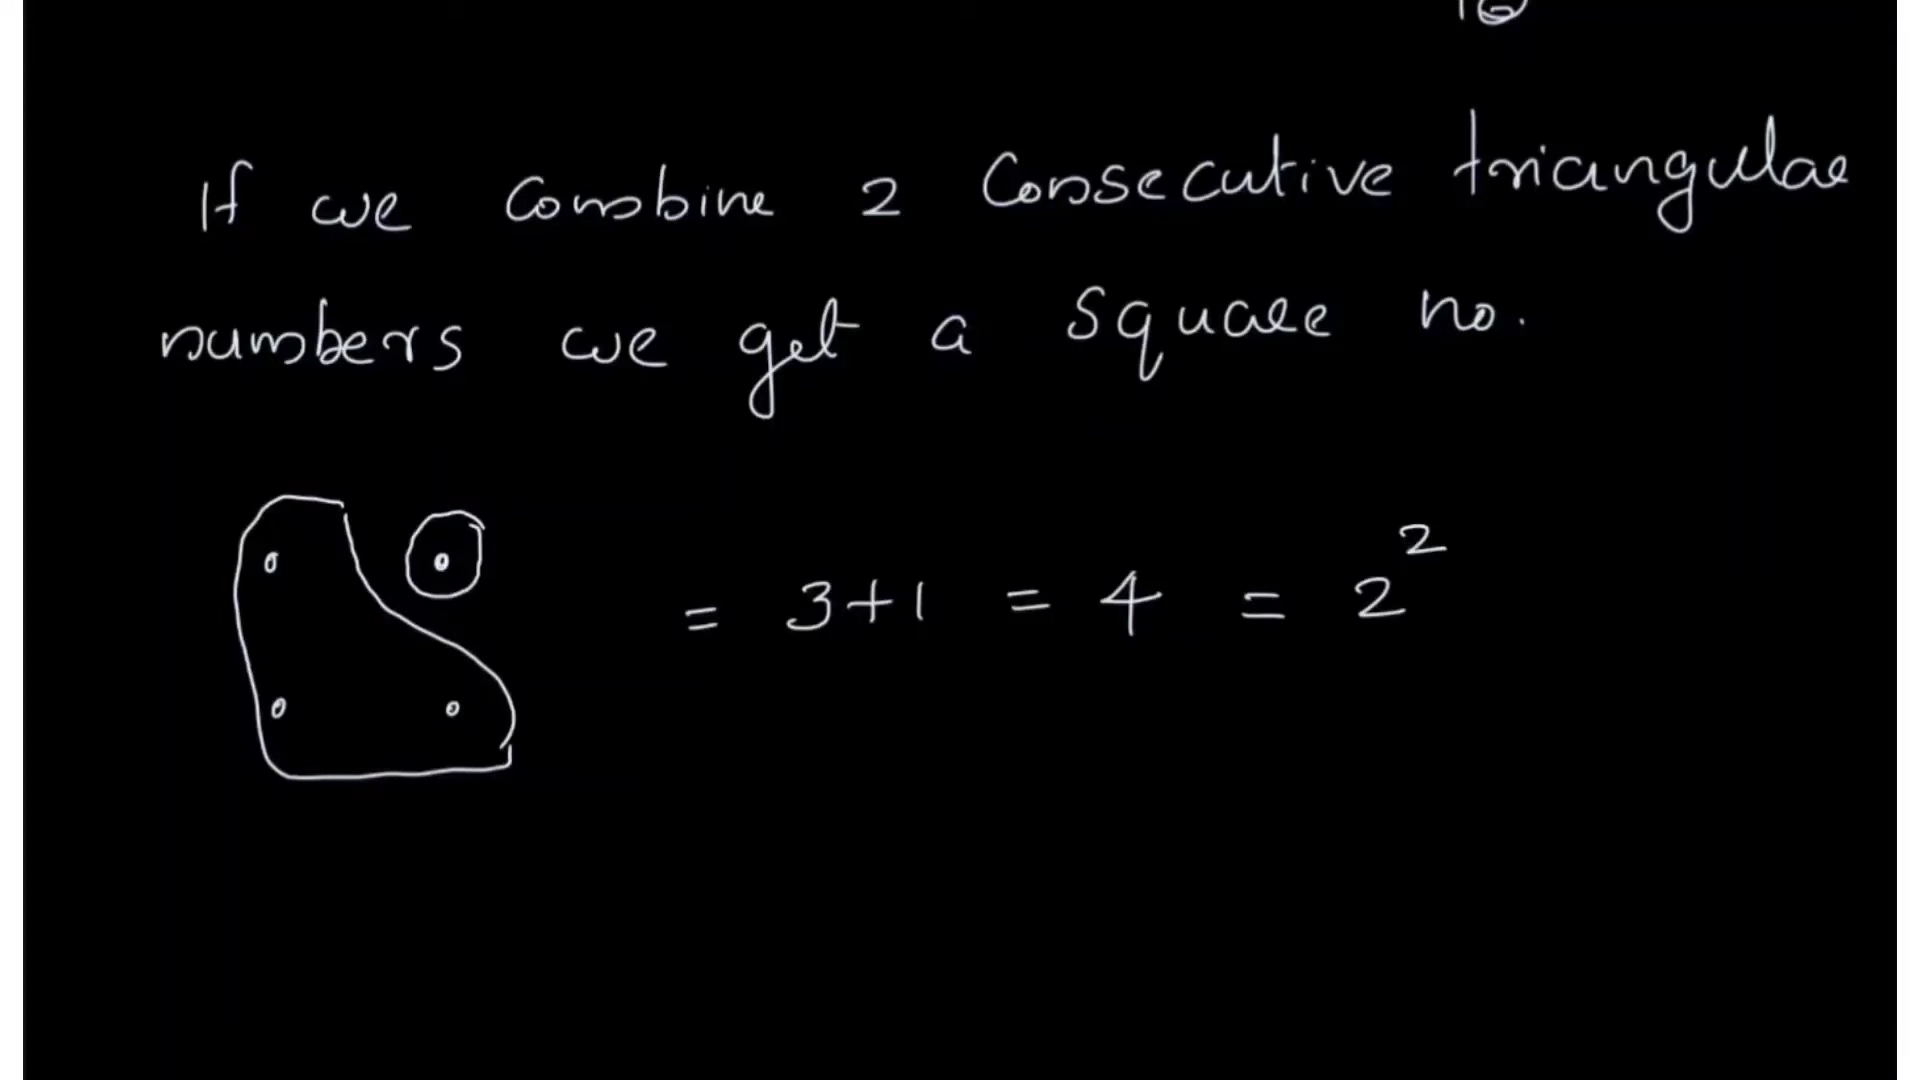 If we combine 2 consecutive triangular
numbers we get a square no.
= 3+1 = 4 = 2²